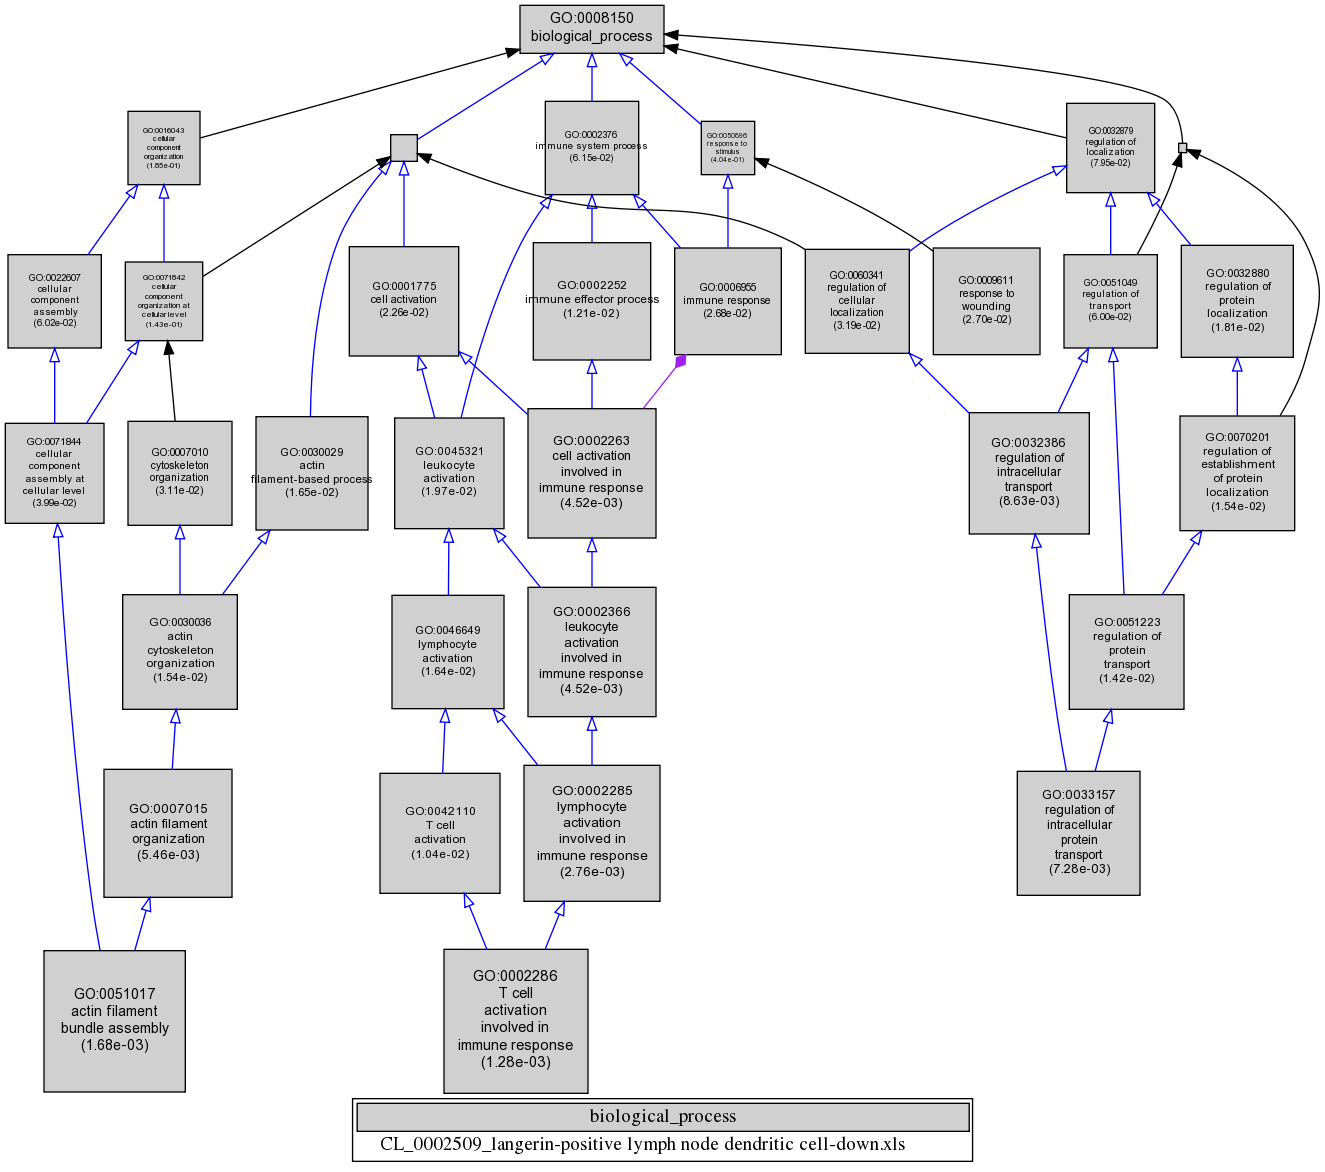 GO:0008150
biological_process
GO:0016043
cellular
component
organization
(1.65e-01)
GO:0002376
immune system process
(6.15e-02)
GO:0050896
response to
stimulus
(4.04e-01)
GO:0032879
regulation of
localization
(7.95e-02)
GO:0022607
cellular
component
assembly
(6.02e-02)
GO:0071842
cellular
component
organization at
cellular level
(1.43e-01)
GO:0001775
cell activation
(2.26e-02)
GO:0002252
immune effector process
(1.21e-02)
GO:0006955
immune response
(2.68e-02)
GO:0060341
regulation of
cellular
localization
(3.19e-02)
GO:0009611
response to
wounding
(2.70e-02)
GO:0051049
regulation of
transport
(6.00e-02)
GO:0032880
regulation of
protein
localization
(1.81e-02)
GO:0071844
cellular
component
assembly at
cellular level
(3.99e-02)
GO:0007010
cytoskeleton
organization
(3.11e-02)
GO:0030029
actin
filament-based process
(1.65e-02)
GO:0045321
leukocyte
activation
(1.97e-02)
GO:0002263
cell activation
involved in
immune response
(4.52e-03)
GO:0032386
regulation of
intracellular
transport
(8.63e-03)
GO:0070201
regulation of
establishment
of protein
localization
(1.54e-02)
GO:0030036
actin
cytoskeleton
organization
(1.54e-02)
GO:0046649
lymphocyte
activation
(1.64e-02)
GO:0002366
leukocyte
activation
involved in
immune response
(4.52e-03)
GO:0051223
regulation of
protein
transport
(1.42e-02)
GO:0007015
actin filament
organization
(5.46e-03)
GO:0042110
T cell
activation
(1.04e-02)
GO:0002285
lymphocyte
activation
involved in
immune response
(2.76e-03)
GO:0033157
regulation of
intracellular
protein
transport
(7.28e-03)
GO:0051017
actin filament
bundle assembly
(1.68e-03)
GO:0002286
T cell
activation
involved in
immune response
(1.28e-03)
biological_process
CL_0002509_langerin-positive lymph node dendritic cell-down.xls